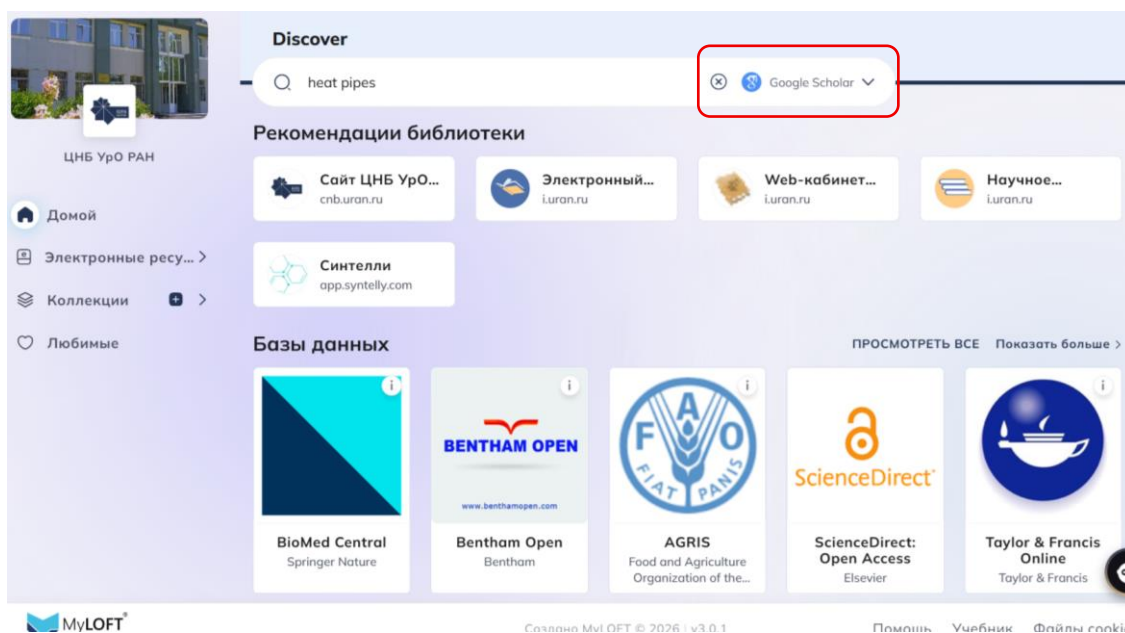 Discover
heat pipes
Google Scholar
Рекомендации библиотеки
ЦНБ УрО РАН
Сайт ЦНБ УрО...
cnb.uran.ru
Электронный...
i.uran.ru
Web-кабинет...
i.uran.ru
Научное...
i.uran.ru
Домой
Электронные ресу...
Коллекции
Любимые
Синтелли
app.syntelly.com
Базы данных
ПРОСМОТРЕТЬ ВСЕ Показать больше >
BENTHAM OPEN
www.benthamopen.com
FAO
FIAT PANIS
ScienceDirect
BioMed Central
Springer Nature
Bentham Open
Bentham
AGRIS
Food and Agriculture
Organization of the...
ScienceDirect:
Open Access
Elsevier
Taylor & Francis
Online
Taylor & Francis
MyLOFT®
Создано MyLOFT © 2026 | v3.0.1
Помощь Учебник Файлы cookie